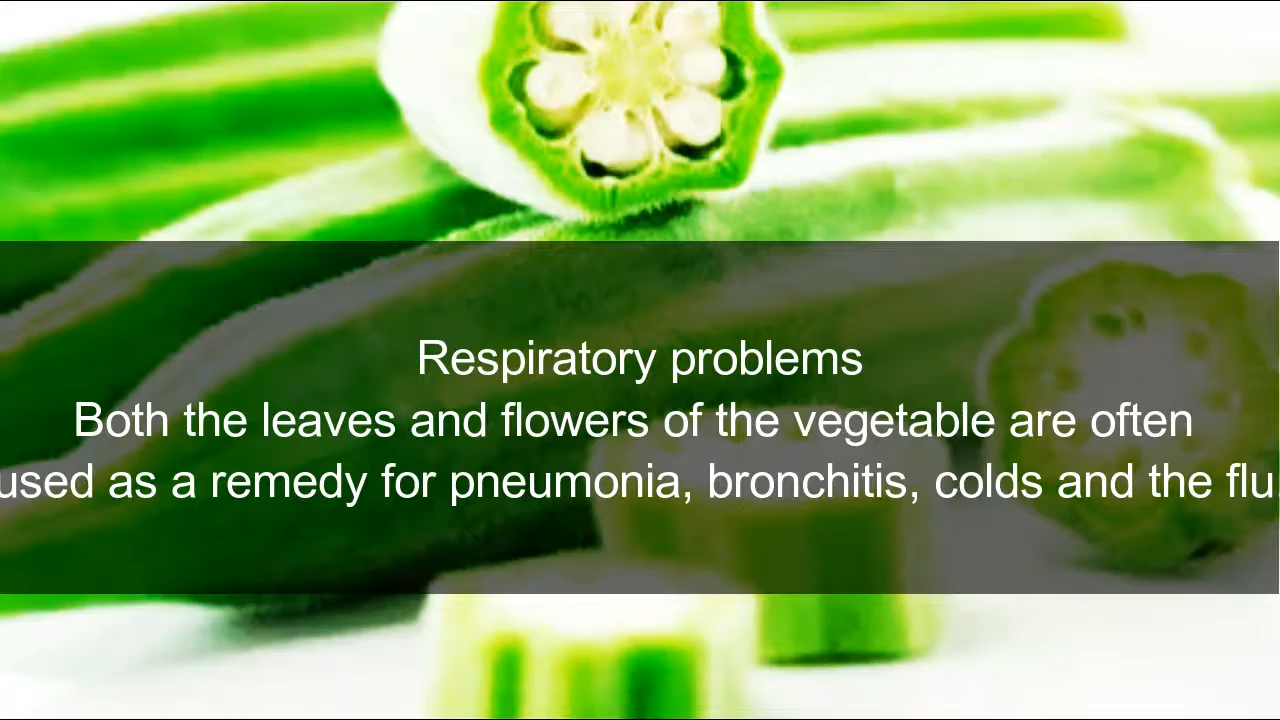 Respiratory problems
Both the leaves and flowers of the vegetable are often
used as a remedy for pneumonia, bronchitis, colds and the flu